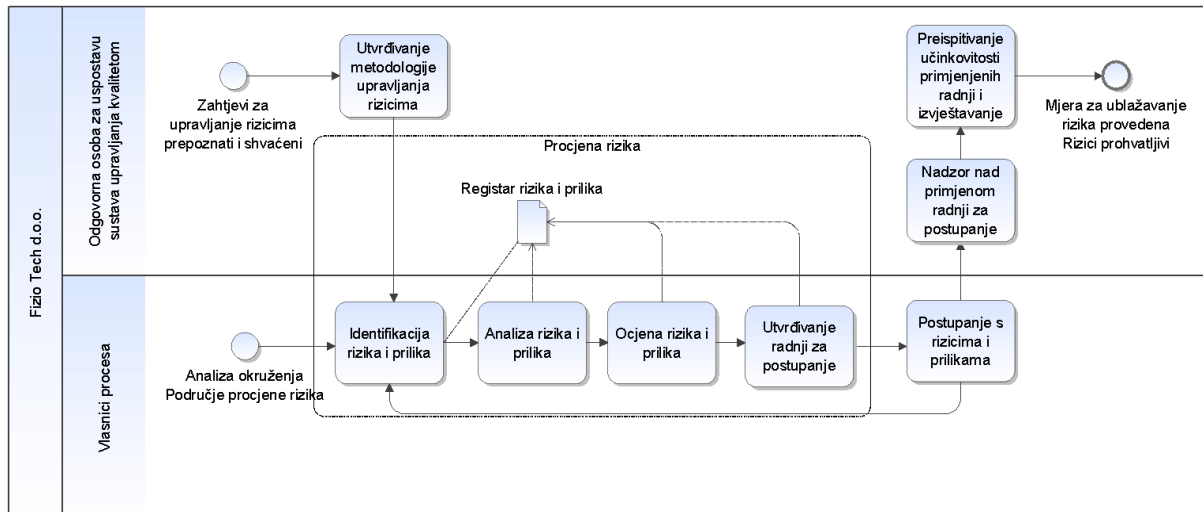 Fizio Tech d.o.o.
Odgovorna osoba za uspostavu
sustava upravljanja kvalitetom
Zahtjevi za
upravljanje rizicima
prepoznati i shvaćeni
Utvrđivanje
metodologije
upravljanja
rizicima
Procjena rizika
Registar rizika i prilika
Preispitivanje
učinkovitosti
primjenjenih
radnji i
izvještavanje
Mjera za ublažavanje
rizika provedena
Rizici prohvatljivi
Nadzor nad
primjenom
radnji za
postupanje
Vlasnici procesa
Analiza okruženja
Područje procjene rizika
Identifikacija
rizika i prilika
Analiza rizika i
prilika
Ocjena rizika i
prilika
Utvrđivanje
radnji za
postupanje
Postupanje s
rizicima i
prilikama